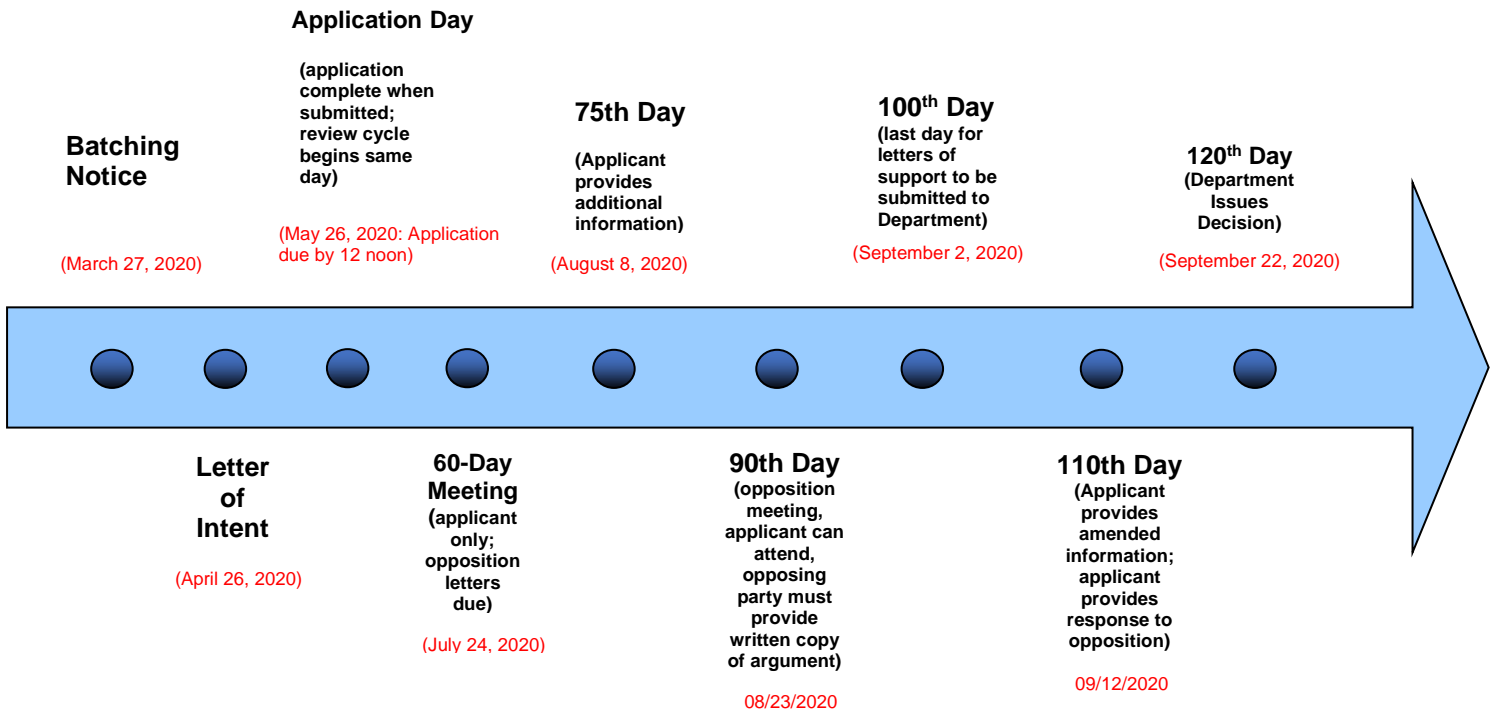 Batching
Notice
(March 27, 2020)
Letter
of
Intent
(April 26, 2020)
Application Day
(application
complete when
submitted;
review cycle
begins same
day)
(May 26, 2020: Application
due by 12 noon)
60-Day
Meeting
(applicant
only;
opposition
letters
due)
(July 24, 2020)
75th Day
(Applicant
provides
additional
information)
(August 8, 2020)
90th Day
(opposition
meeting,
applicant can
attend,
opposing
party must
provide
written copy
of argument)
08/23/2020
100th Day
(last day for
letters of
support to be
submitted to
Department)
(September 2, 2020)
110th Day
(Applicant
provides
amended
information;
applicant
provides
response to
opposition)
09/12/2020
120th Day
(Department
Issues
Decision)
(September 22, 2020)